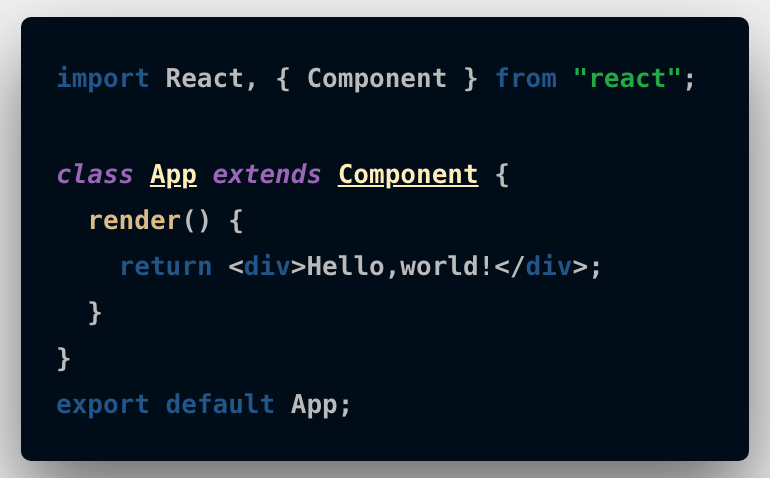 import React, { Component } from "react";
class App extends Component {
  render() {
    return <div>Hello,world!</div>;
  }
}
export default App;